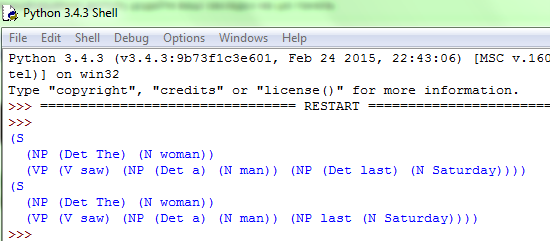 Python 3.4.3 Shell
File Edit Shell Debug Options Windows Help
Python 3.4.3 (v3.4.3:9b73f1c3e601, Feb 24 2015, 22:43:06) [MSC v.160
tel)] on win32
Type "copyright", "credits" or "license()" for more information.
>>> ================================ RESTART ========================
>>>
(S
  (NP (Det The) (N woman))
  (VP (V saw) (NP (Det a) (N man)) (NP (Det last) (N Saturday))))
(S
  (NP (Det The) (N woman))
  (VP (V saw) (NP (Det a) (N man)) (NP last (N Saturday))))
>>>